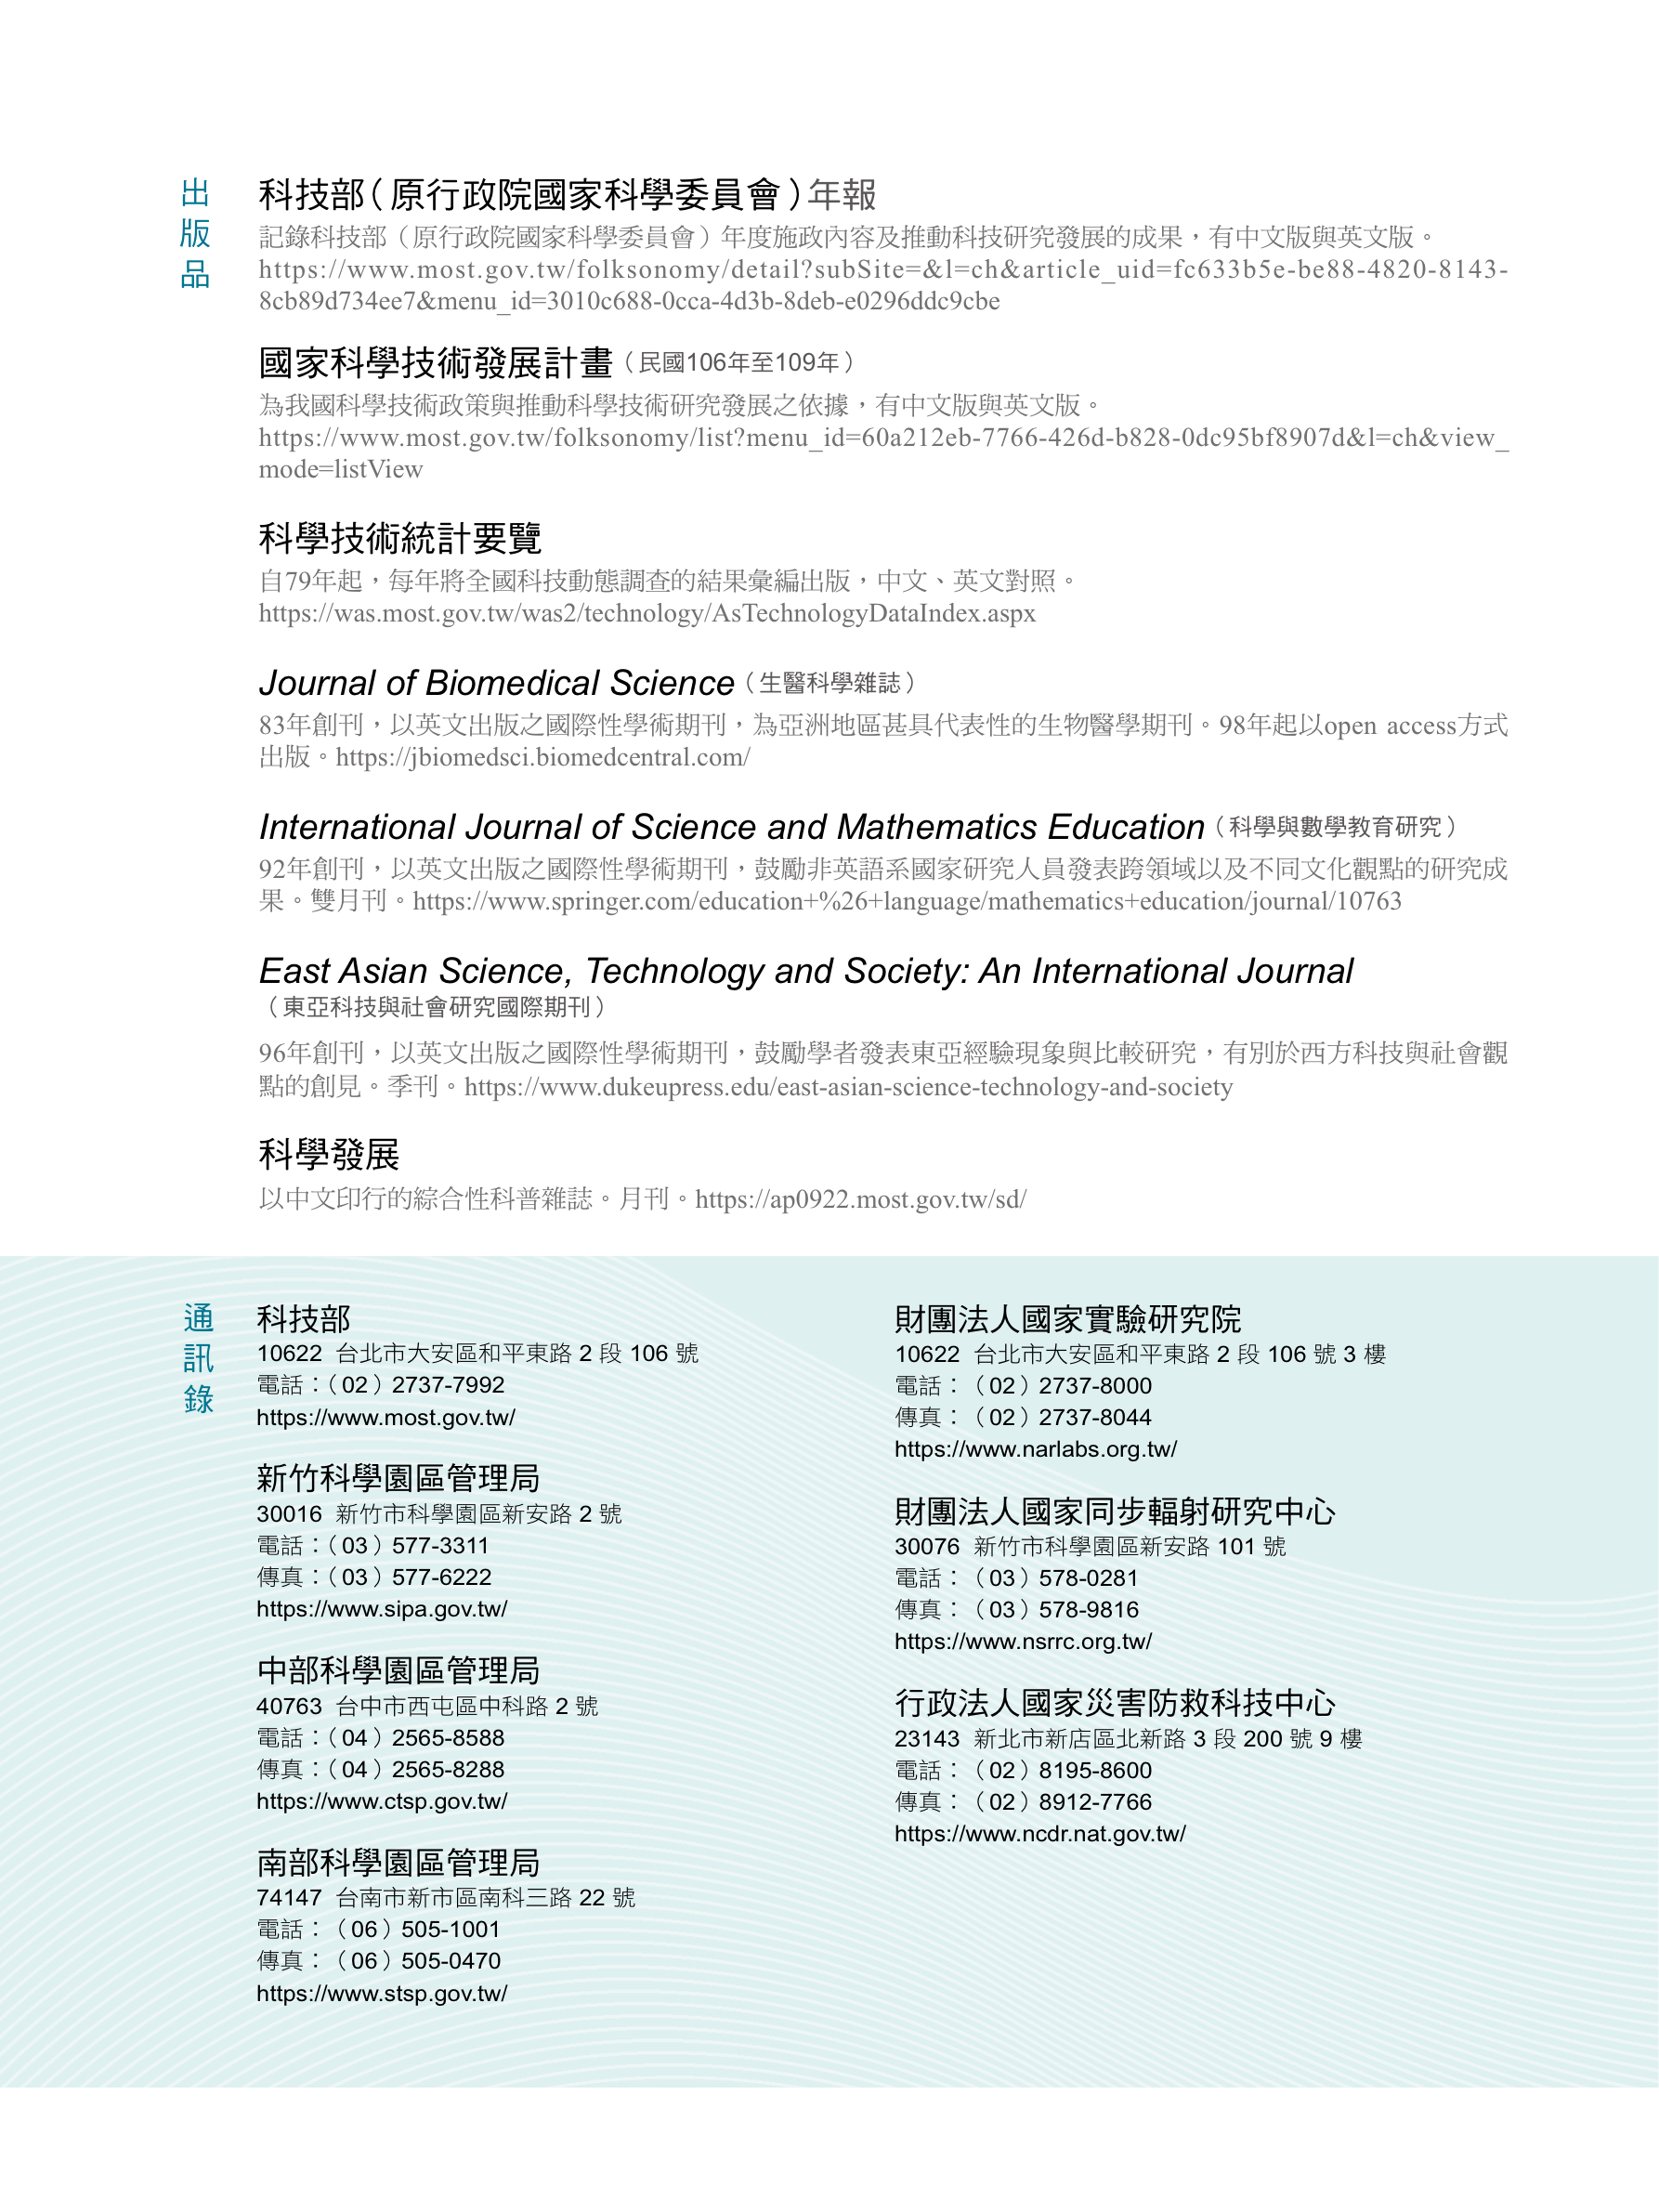 出版品
科技部（原行政院國家科學委員會）年報
記錄科技部（原行政院國家科學委員會）年度施政內容及推動科技研究發展的成果，有中文版與英文版。
https://www.most.gov.tw/folksonomy/detail?subSite=&l=ch&article_uid=fc633b5e-be88-4820-8143-
8cb89d734ee7&menu_id=3010c688-0cca-4d3b-8deb-e0296ddc9cbe
國家科學技術發展計畫（民國106年至109年）
為我國科學技術政策與推動科學技術研究發展之依據，有中文版與英文版。
https://www.most.gov.tw/folksonomy/list?menu_id=60a212eb-7766-426d-b828-0dc95bf8907d&l=ch&view_
mode=listView
科學技術統計要覽
自79年起，每年將全國科技動態調查的結果彙編出版，中文、英文對照。
https://was.most.gov.tw/was2/technology/AsTechnologyDataIndex.aspx
Journal of Biomedical Science（生醫科學雜誌）
83年創刊，以英文出版之國際性學術期刊，為亞洲地區甚具代表性的生物醫學期刊。98年起以open access方式
出版。https://jbiomedsci.biomedcentral.com/
International Journal of Science and Mathematics Education（科學與數學教育研究）
92年創刊，以英文出版之國際性學術期刊，鼓勵非英語系國家研究人員發表跨領域以及不同文化觀點的研究成
果。雙月刊。https://www.springer.com/education+%26+language/mathematics+education/journal/10763
East Asian Science, Technology and Society: An International Journal
（東亞科技與社會研究國際期刊）
96年創刊，以英文出版之國際性學術期刊，鼓勵學者發表東亞經驗現象與比較研究，有別於西方科技與社會觀
點的創見。季刊。https://www.dukeupress.edu/east-asian-science-technology-and-society
科學發展
以中文印行的綜合性科普雜誌。月刊。https://ap0922.most.gov.tw/sd/
通訊錄
科技部
10622 台北市大安區和平東路 2 段 106 號
電話：（02）2737-7992
https://www.most.gov.tw/
新竹科學園區管理局
30016 新竹市科學園區新安路 2 號
電話：（03）577-3311
傳真：（03）577-6222
https://www.sipa.gov.tw/
中部科學園區管理局
40763 台中市西屯區中科路 2 號
電話：（04）2565-8588
傳真：（04）2565-8288
https://www.ctsp.gov.tw/
南部科學園區管理局
74147 台南市新市區南科三路 22 號
電話：（06）505-1001
傳真：（06）505-0470
https://www.stsp.gov.tw/
財團法人國家實驗研究院
10622 台北市大安區和平東路 2 段 106 號 3 樓
電話：（02）2737-8000
傳真：（02）2737-8044
https://www.narlabs.org.tw/
財團法人國家同步輻射研究中心
30076 新竹市科學園區新安路 101 號
電話：（03）578-0281
傳真：（03）578-9816
https://www.nsrrc.org.tw/
行政法人國家災害防救科技中心
23143 新北市新店區北新路 3 段 200 號 9 樓
電話：（02）8195-8600
傳真：（02）8912-7766
https://www.ncdr.nat.gov.tw/